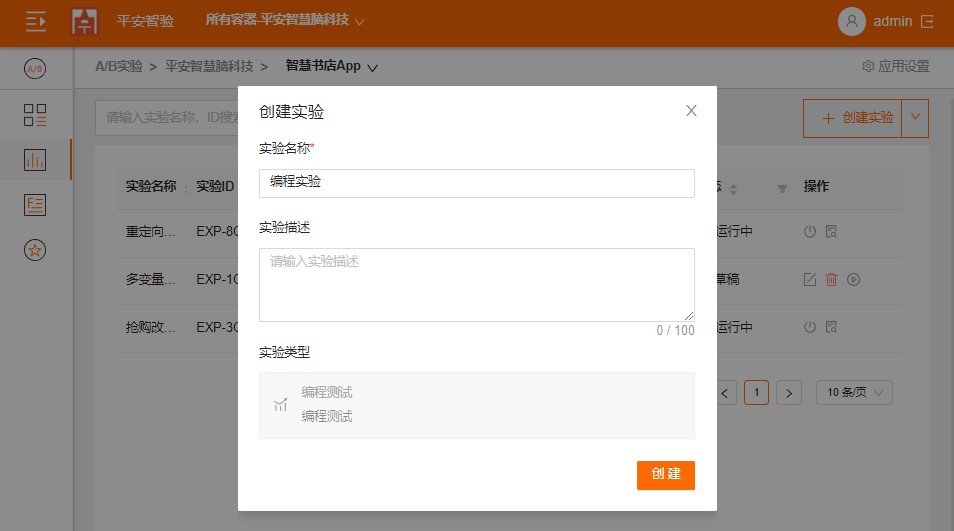 平安智验
所有容器-平安智慧脑科技
admin
A/B实验 > 平安智慧脑科技 > 智慧书店App
应用设置
A/B
请输入实验名称，ID搜
创建实验
创建实验
实验名称*
编程实验
实验描述
请输入实验描述
0 / 100
实验类型
编程测试
编程测试
创 建
实验名称 实验ID 操作
重定向... EXP-80 运行中
多变量... EXP-10 草稿
抢购改... EXP-30 运行中
1
10 条/页